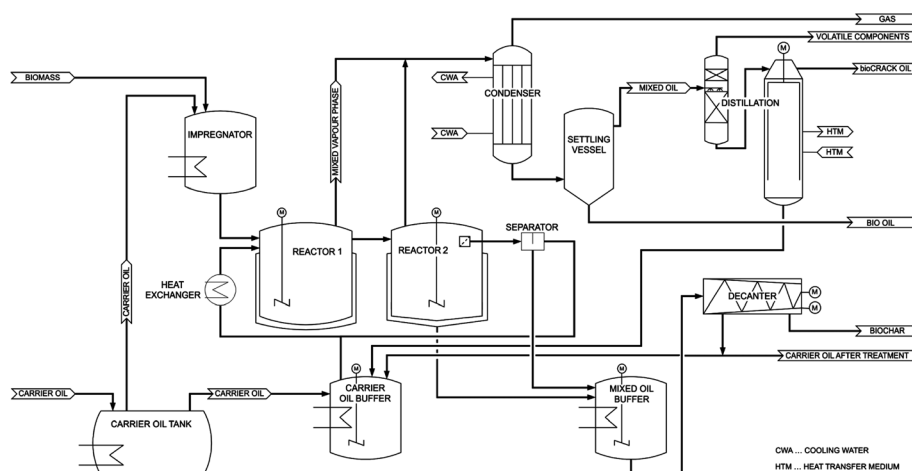 GAS
VOLATILE COMPONENTS
M
bioCRACK OIL
BIOMASS
CWA
CONDENSER
MIXED OIL
DISTILLATION
MIXED VAPOUR PHASE
IMPREGNATOR
CWA
SETTLING
VESSEL
HTM
HTM
M
M
SEPARATOR
BIO OIL
REACTOR 1
REACTOR 2
CARRIER OIL
HEAT
EXCHANGER
DECANTER
M
M
BIOCHAR
CARRIER OIL AFTER TREATMENT
M
M
CARRIER OIL
CARRIER OIL
CARRIER
OIL BUFFER
MIXED OIL
BUFFER
CARRIER OIL TANK
CWA ... COOLING WATER
HTM ... HEAT TRANSFER MEDIUM